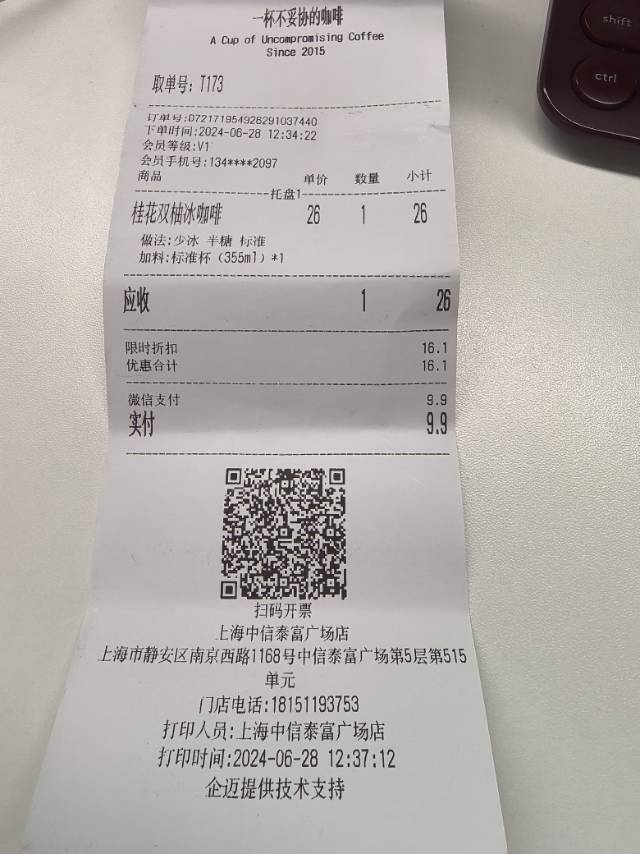 一杯不妥协的咖啡
A Cup of Uncompromising Coffee
Since 2015
取单号: T173
订单号:D72171954926291037440
下单时间:2024-06-28 12:34:22
会员等级:V1
会员手机号:134****2097
商品 单价 数量 小计
托盘1
桂花双柚冰咖啡 26 1 26
做法:少冰 半糖 标准
加料:标准杯（355ml）*1
应收 1 26
限时折扣 16.1
优惠合计 16.1
微信支付 9.9
实付 9.9
扫码开票
上海中信泰富广场店
上海市静安区南京西路1168号中信泰富广场第5层第515
单元
门店电话:18151193753
打印人员:上海中信泰富广场店
打印时间:2024-06-28 12:37:12
企迈提供技术支持
shift
ctrl